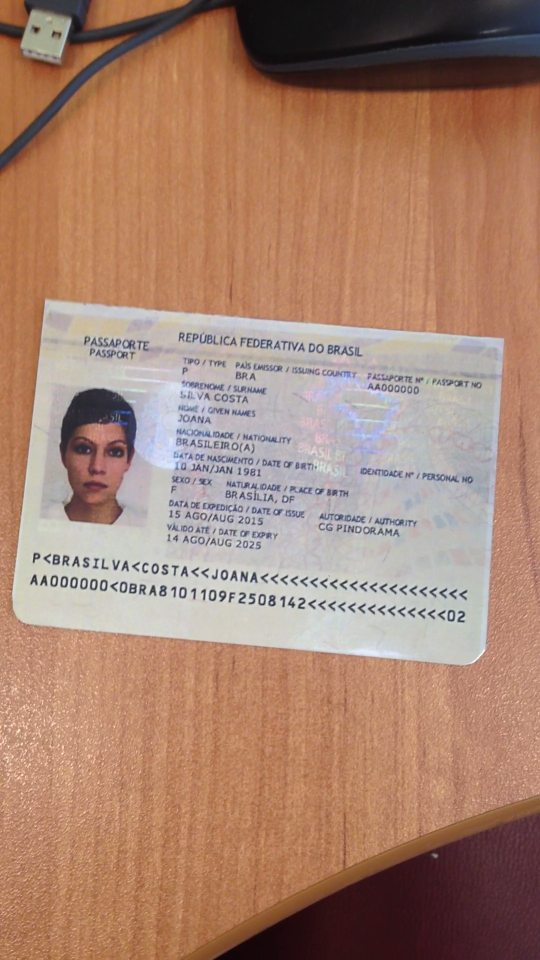 REPÚBLICA FEDERATIVA DO BRASIL
PASSAPORTE
PASSPORT
TIPO / TYPE PAÍS EMISSOR / ISSUING COUNTRY PASSAPORTE Nº / PASSPORT NO
P BRA AA000000
SOBRENOME / SURNAME
SILVA COSTA
NOME / GIVEN NAMES
JOANA
NACIONALIDADE / NATIONALITY
BRASILEIRO(A)
DATA DE NASCIMENTO / DATE OF BIRTH IDENTIDADE Nº / PERSONAL NO
10 JAN/JAN 1981
SEXO / SEX NATURALIDADE / PLACE OF BIRTH
F BRASÍLIA, DF
DATA DE EXPEDIÇÃO / DATE OF ISSUE AUTORIDADE / AUTHORITY
15 AGO/AUG 2015 CG PINDORAMA
VÁLIDO ATÉ / DATE OF EXPIRY
14 AGO/AUG 2025
P<BRASILVA<COSTA<<JOANA<<<<<<<<<<<<<<<<<<<<<
AA000000<0BRA8101109F2508142<<<<<<<<<<<<<<02